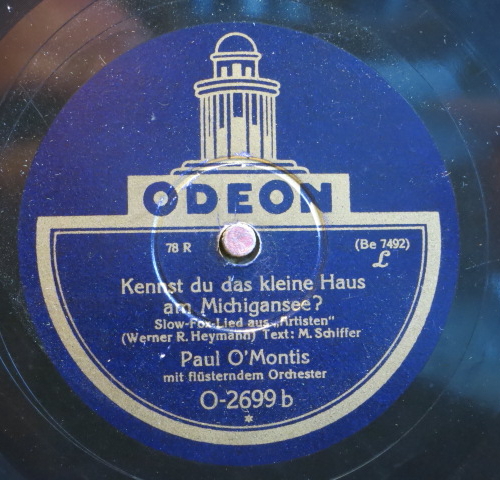 ODEON
78 R
(Be 7492)
L
Kennst du das kleine Haus
am Michigansee?
Slow-Fox-Lied aus „Artisten"
(Werner R. Heymann) Text: M. Schiffer
Paul O'Montis
mit flüsterndem Orchester
O-2699 b
*